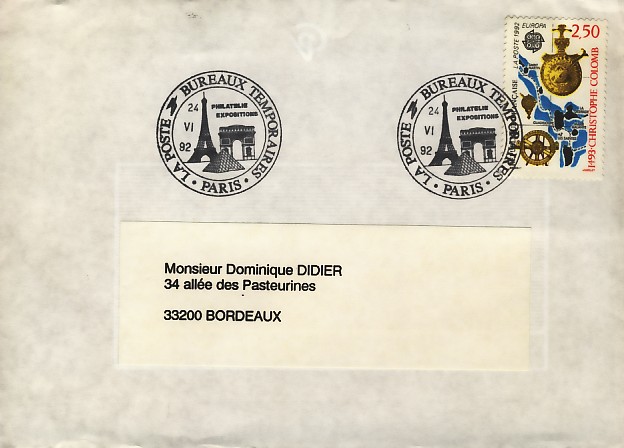 LA POSTE BUREAUX TEMPORAIRES
24
VI
92
PHILATELIE
EXPOSITIONS
• PARIS •
LA POSTE BUREAUX TEMPORAIRES
24
VI
92
PHILATELIE
EXPOSITIONS
• PARIS •
LA POSTE 1992 EUROPA
2,50
1493 • CHRISTOPHE COLOMB
Monsieur Dominique DIDIER
34 allée des Pasteurines
33200 BORDEAUX